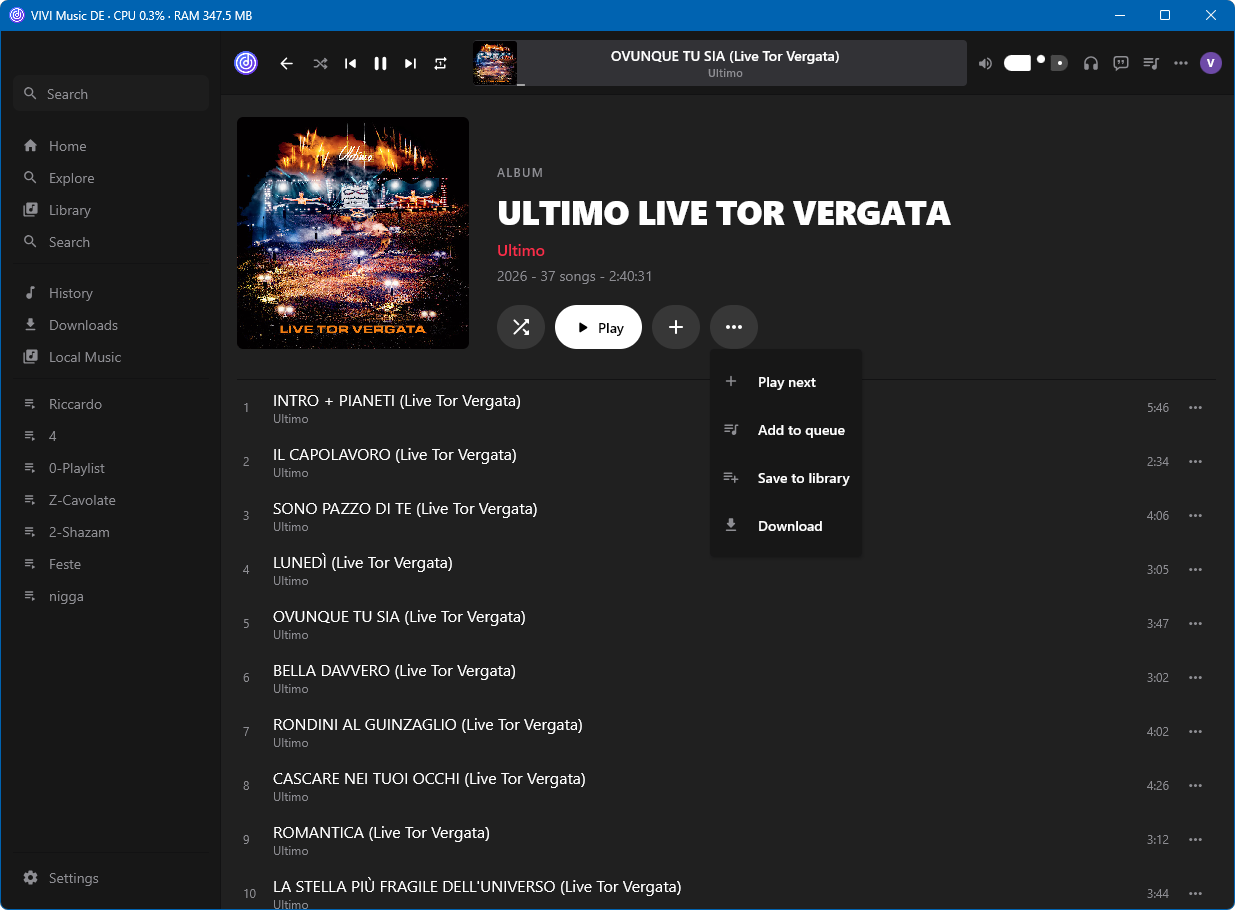 VIVI Music DE · CPU 0.3% · RAM 347.5 MB
OVUNQUE TU SIA (Live Tor Vergata)
Ultimo
V
Search
Home
Explore
Library
Search
History
Downloads
Local Music
Riccardo
4
0-Playlist
Z-Cavolate
2-Shazam
Feste
nigga
Settings
Ultimo
LIVE TOR VERGATA
ALBUM
ULTIMO LIVE TOR VERGATA
Ultimo
2026 - 37 songs - 2:40:31
Play
Play next
Add to queue
Save to library
Download
1 INTRO + PIANETI (Live Tor Vergata) 5:46
Ultimo
2 IL CAPOLAVORO (Live Tor Vergata) 2:34
Ultimo
3 SONO PAZZO DI TE (Live Tor Vergata) 4:06
Ultimo
4 LUNEDÌ (Live Tor Vergata) 3:05
Ultimo
5 OVUNQUE TU SIA (Live Tor Vergata) 3:47
Ultimo
6 BELLA DAVVERO (Live Tor Vergata) 3:02
Ultimo
7 RONDINI AL GUINZAGLIO (Live Tor Vergata) 4:02
Ultimo
8 CASCARE NEI TUOI OCCHI (Live Tor Vergata) 4:26
Ultimo
9 ROMANTICA (Live Tor Vergata) 3:12
Ultimo
10 LA STELLA PIÙ FRAGILE DELL'UNIVERSO (Live Tor Vergata) 3:44
Ultimo